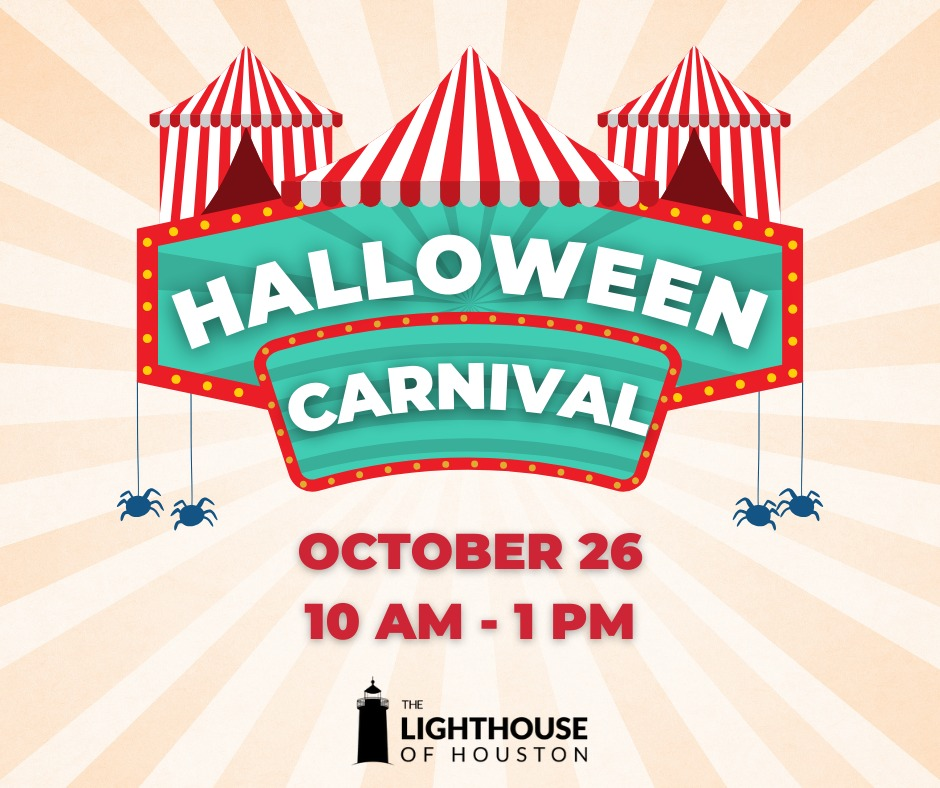 HALLOWEEN
CARNIVAL
OCTOBER 26
10 AM - 1 PM
THE
LIGHTHOUSE
OF HOUSTON